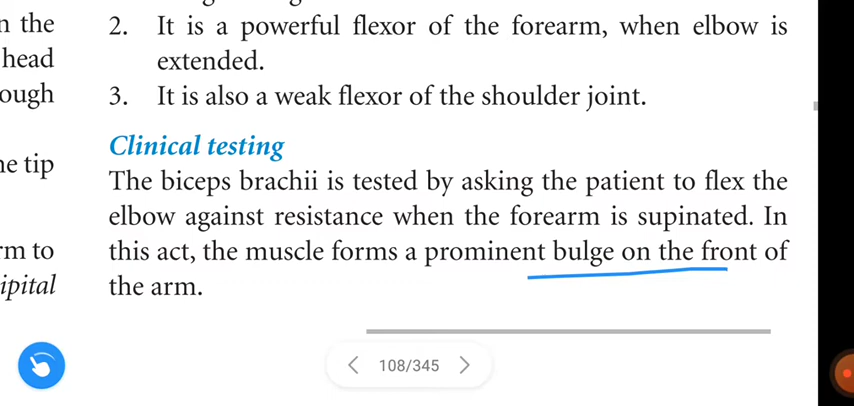 n the
head
ough
ne tip
rm to
ipital
2. It is a powerful flexor of the forearm, when elbow is
extended.
3. It is also a weak flexor of the shoulder joint.
Clinical testing
The biceps brachii is tested by asking the patient to flex the
elbow against resistance when the forearm is supinated. In
this act, the muscle forms a prominent bulge on the front of
the arm.
108/345